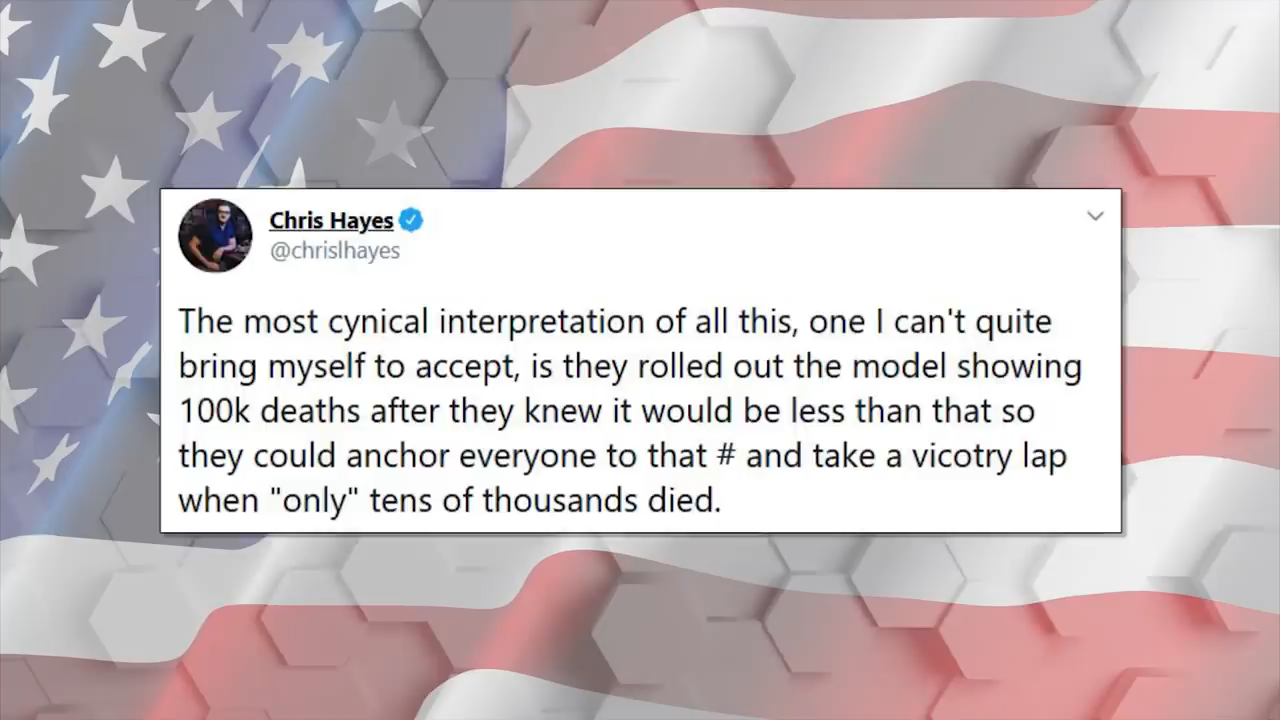 Chris Hayes
@chrislhayes
The most cynical interpretation of all this, one I can't quite
bring myself to accept, is they rolled out the model showing
100k deaths after they knew it would be less than that so
they could anchor everyone to that # and take a vicotry lap
when "only" tens of thousands died.